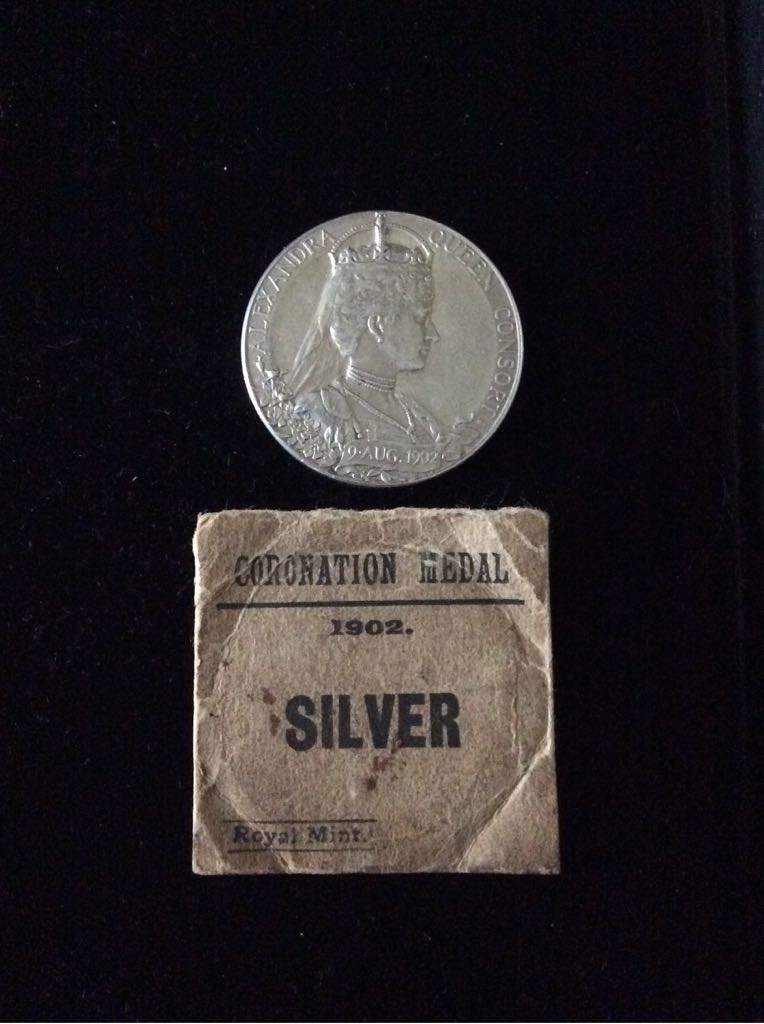 ALEXANDRA QUEEN CONSORT
9·AUG.1902
CORONATION MEDAL
1902.
SILVER
Royal Mint.